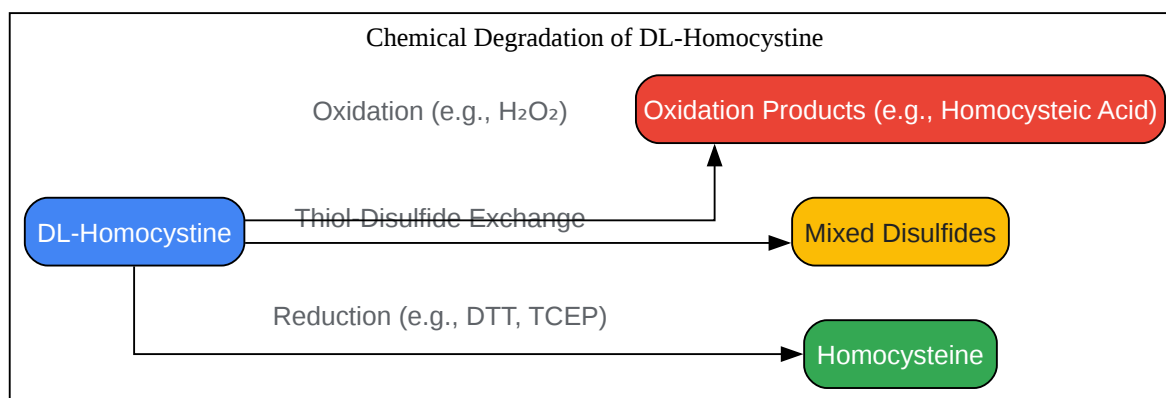 Chemical Degradation of DL-Homocystine
Oxidation (e.g., H₂O₂)
Oxidation Products (e.g., Homocysteic Acid)
DL-Homocystine
Thiol-Disulfide Exchange
Mixed Disulfides
Reduction (e.g., DTT, TCEP)
Homocysteine